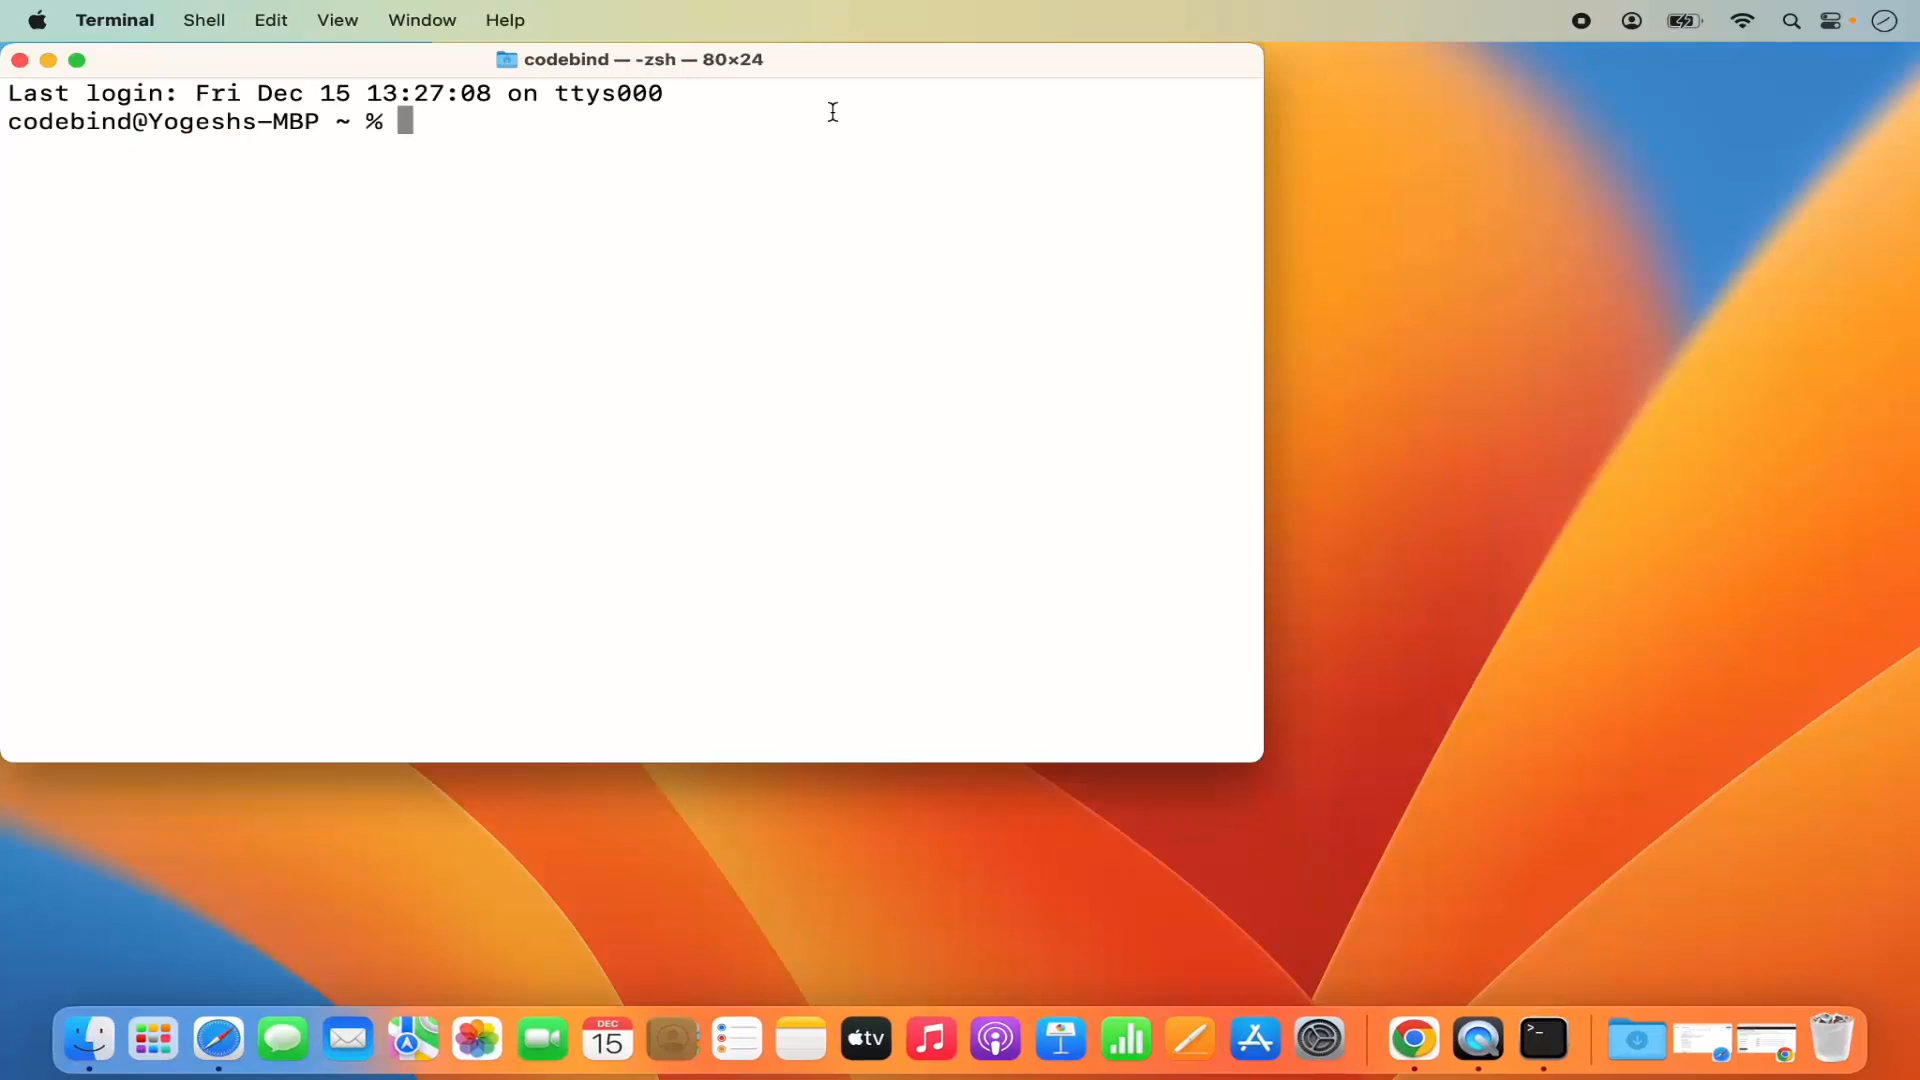 Terminal Shell Edit View Window Help
codebind — -zsh — 80×24
Last login: Fri Dec 15 13:27:08 on ttys000
codebind@Yogeshs-MBP ~ %
DEC
15
tv
>_